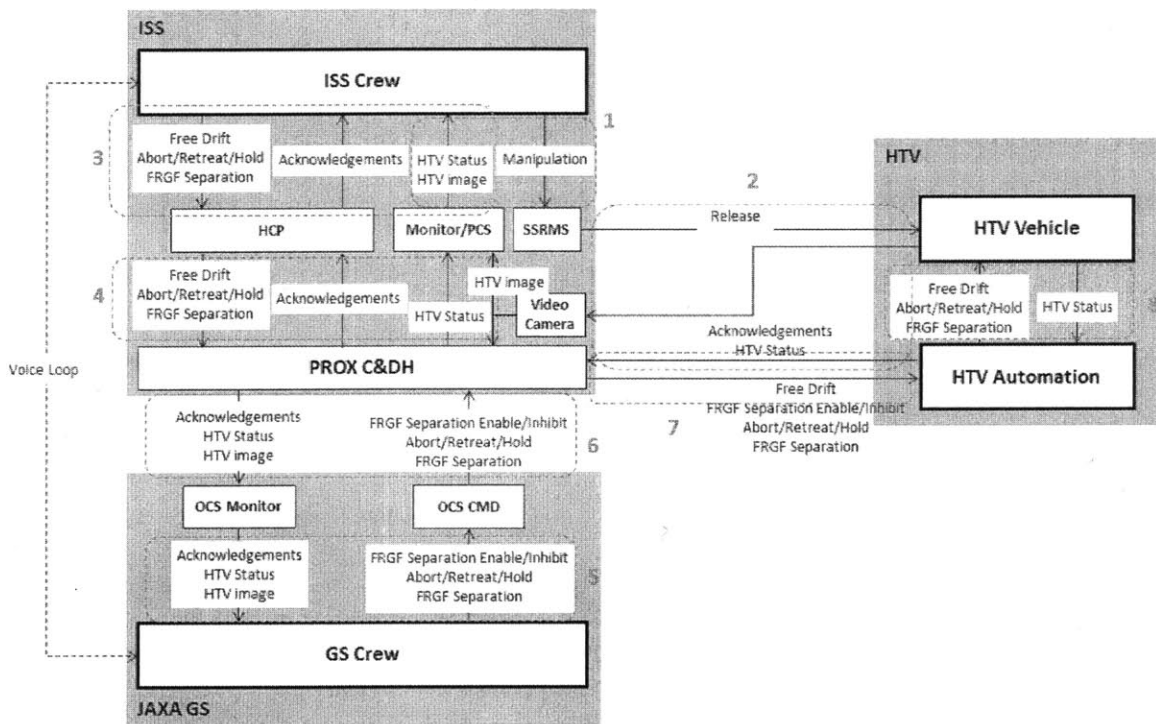 ISS
ISS Crew
1
3
Free Drift
Abort/Retreat/Hold
FRGF Separation
Acknowledgements
HTV Status
HTV image
Manipulation
HTV
2
Release
HCP
Monitor/PCS
SSRMS
HTV Vehicle
4
Free Drift
Abort/Retreat/Hold
FRGF Separation
Acknowledgements
HTV Status
HTV image
Video
Camera
Free Drift
Abort/Retreat/Hold
FRGF Separation
HTV Status
8
Acknowledgements
HTV Status
Voice Loop
PROX C&DH
HTV Automation
Free Drift
FRGF Separation Enable/Inhibit
Abort/Retreat/Hold
FRGF Separation
7
Acknowledgements
HTV Status
HTV image
FRGF Separation Enable/Inhibit
Abort/Retreat/Hold
FRGF Separation
6
OCS Monitor
OCS CMD
Acknowledgements
HTV Status
HTV image
FRGF Separation Enable/Inhibit
Abort/Retreat/Hold
FRGF Separation
5
GS Crew
JAXA GS